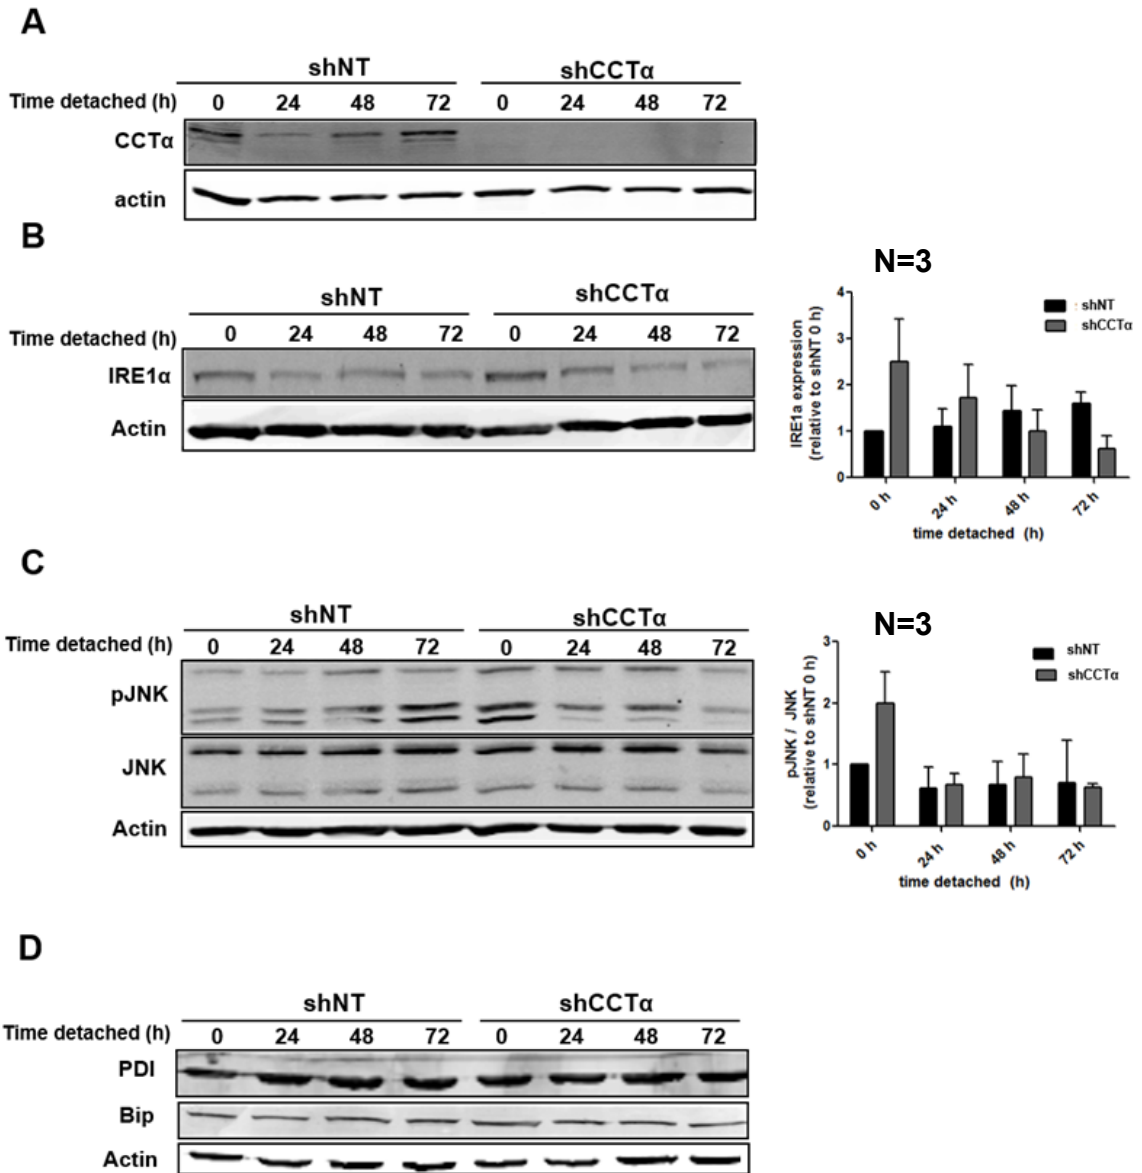 A
shNT shCCTα
Time detached (h) 0 24 48 72 0 24 48 72
CCTα
actin
B
shNT shCCTα
Time detached (h) 0 24 48 72 0 24 48 72
IRE1α
Actin
N=3
IRE1a expression
(relative to shNT 0 h)
4
3
2
1
0
shNT
shCCTα
0 h 24 h 48 h 72 h
time detached (h)
C
shNT shCCTα
Time detached (h) 0 24 48 72 0 24 48 72
pJNK
JNK
Actin
N=3
pJNK / JNK
(relative to shNT 0 h)
3
2
1
0
shNT
shCCTα
0 h 24 h 48 h 72 h
time detached (h)
D
shNT shCCTα
Time detached (h) 0 24 48 72 0 24 48 72
PDI
Bip
Actin